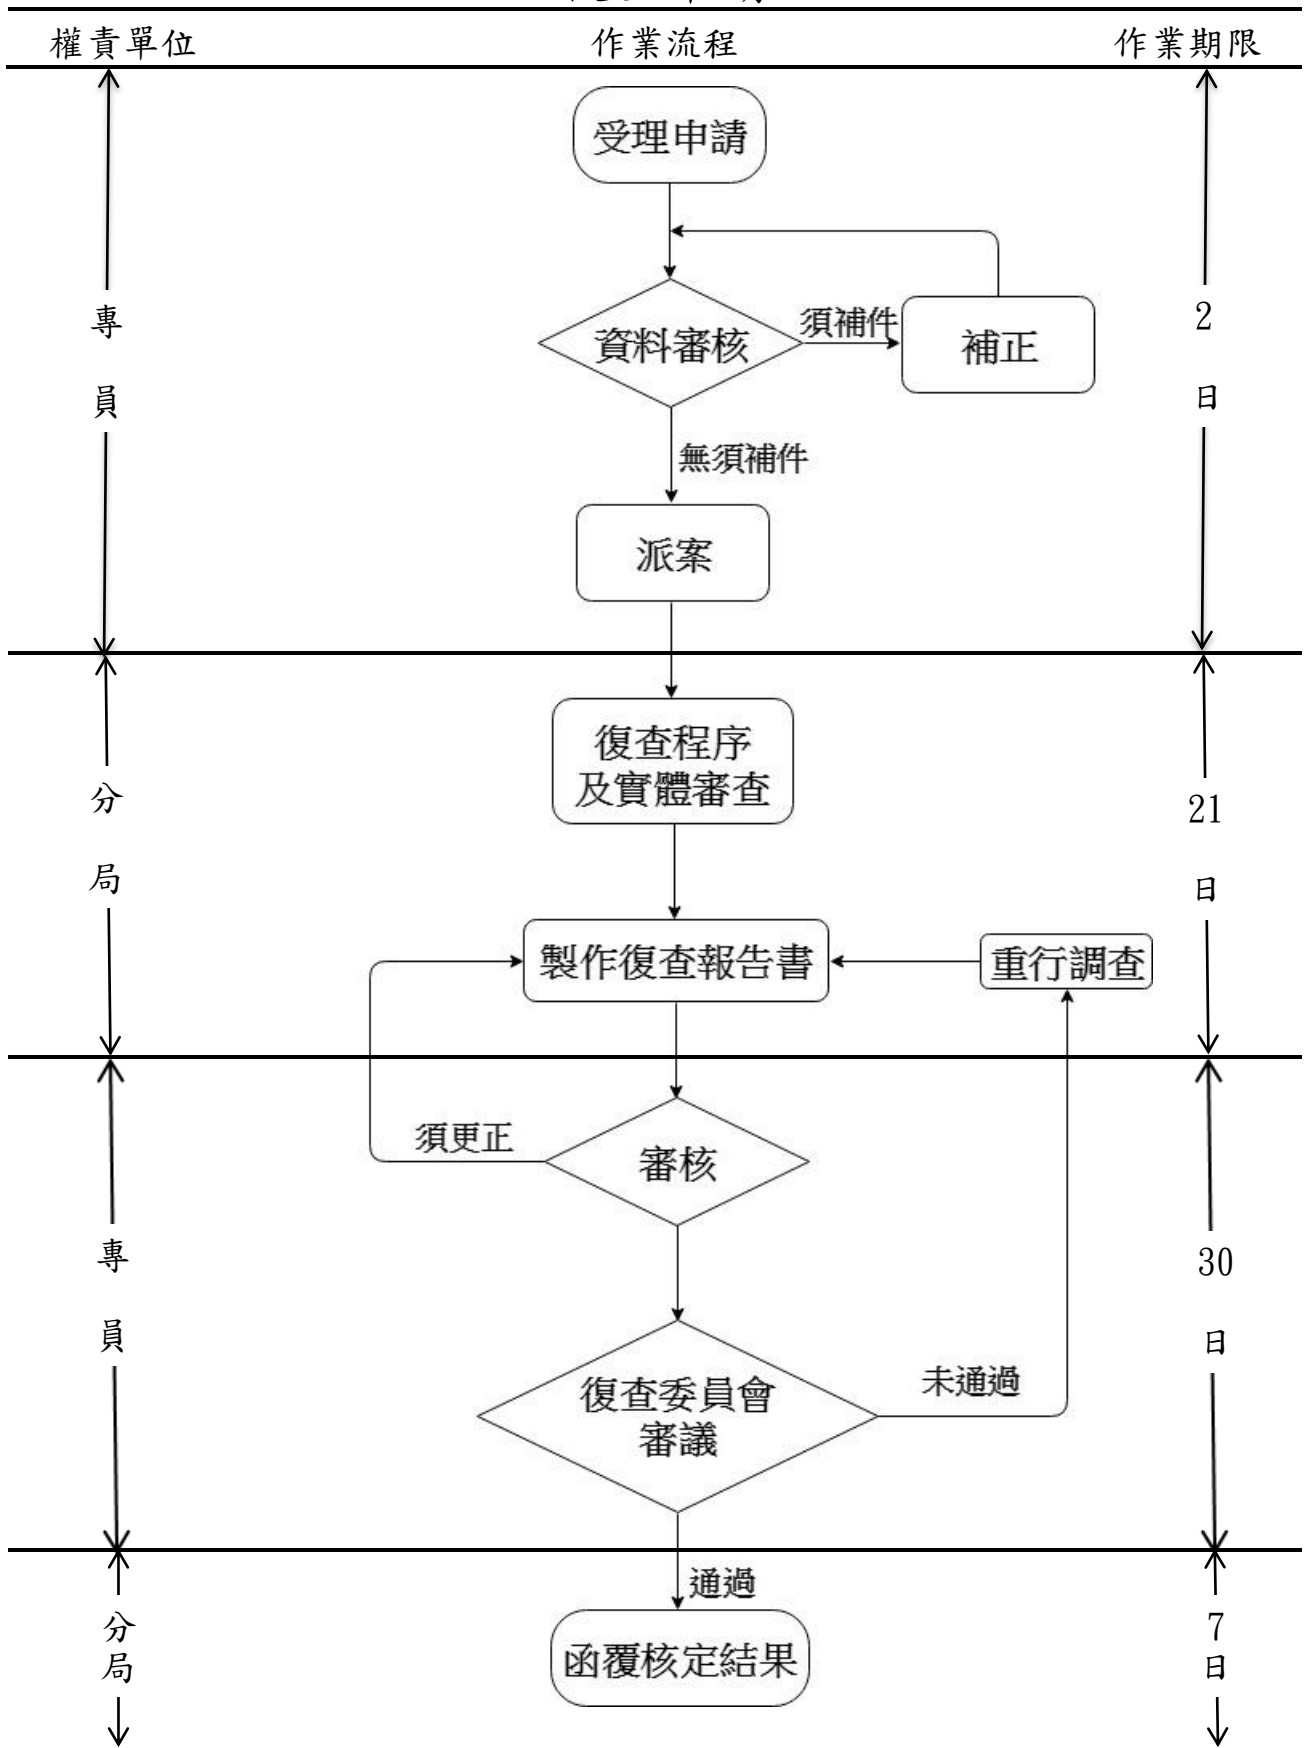 權責單位
作業流程
作業期限
受理申請
專
員
2
日
資料審核
須補件
補正
無須補件
派案
分
局
21
日
復查程序
及實體審查
製作復查報告書
重行調查
專
員
30
日
須更正
審核
復查委員會
審議
未通過
通過
分
局
7
日
函覆核定結果